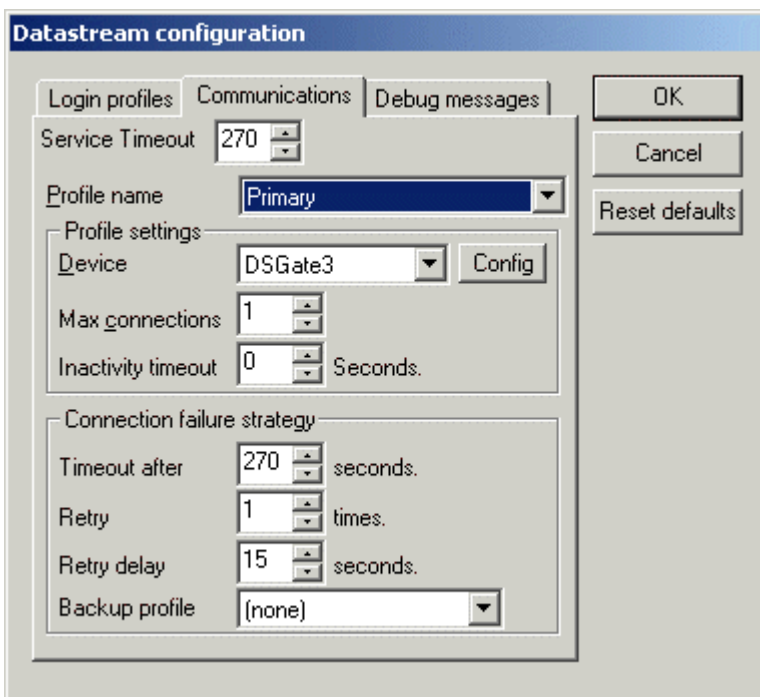 Datastream configuration
Login profiles Communications Debug messages
OK
Cancel
Reset defaults
Service Timeout 270
Profile name Primary
Profile settings
Device DSGate3 Config
Max connections 1
Inactivity timeout 0 Seconds.
Connection failure strategy
Timeout after 270 seconds.
Retry 1 times.
Retry delay 15 seconds.
Backup profile (none)